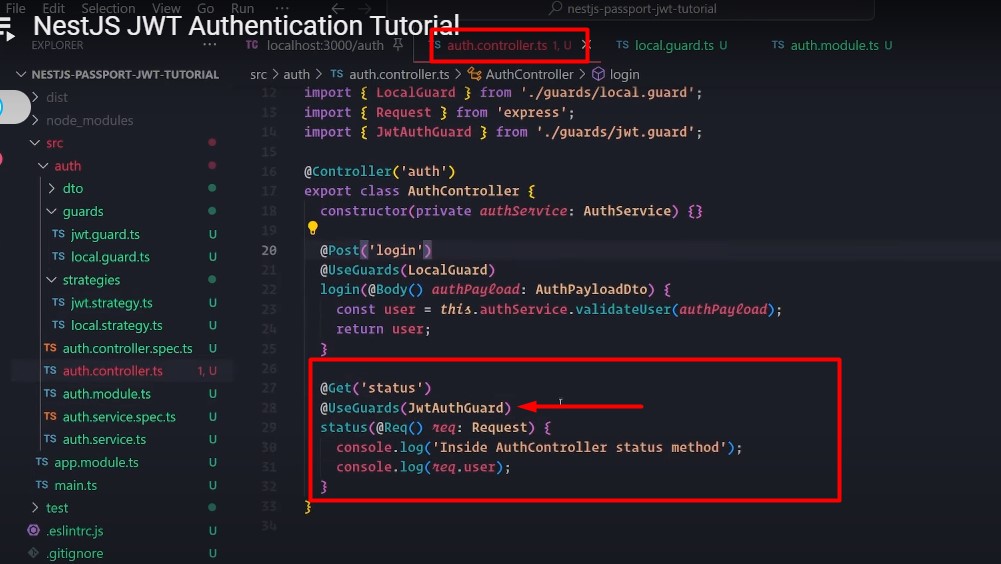 File Edit Selection View Go Run ... nestjs-passport-jwt-tutorial
NestJS JWT Authentication Tutorial
EXPLORER ... TC localhost:3000/auth TS auth.controller.ts 1, U TS local.guard.ts U TS auth.module.ts U
NESTJS-PASSPORT-JWT-TUTORIAL
src > auth > TS auth.controller.ts > AuthController > login
dist
node_modules
src
auth
dto
guards
TS jwt.guard.ts U
TS local.guard.ts U
strategies
TS jwt.strategy.ts U
TS local.strategy.ts U
TS auth.controller.spec.ts U
TS auth.controller.ts 1, U
TS auth.module.ts U
TS auth.service.spec.ts U
TS auth.service.ts U
TS app.module.ts U
TS main.ts U
test
.eslintrc.js U
.gitignore U
12 import { LocalGuard } from './guards/local.guard';
13 import { Request } from 'express';
14 import { JwtAuthGuard } from './guards/jwt.guard';
15
16 @Controller('auth')
17 export class AuthController {
18 constructor(private authService: AuthService) {}
19
20 @Post('login')
21 @UseGuards(LocalGuard)
22 login(@Body() authPayload: AuthPayloadDto) {
23 const user = this.authService.validateUser(authPayload);
24 return user;
25 }
26
27 @Get('status')
28 @UseGuards(JwtAuthGuard)
29 status(@Req() req: Request) {
30 console.log('Inside AuthController status method');
31 console.log(req.user);
32 }
33 }
34